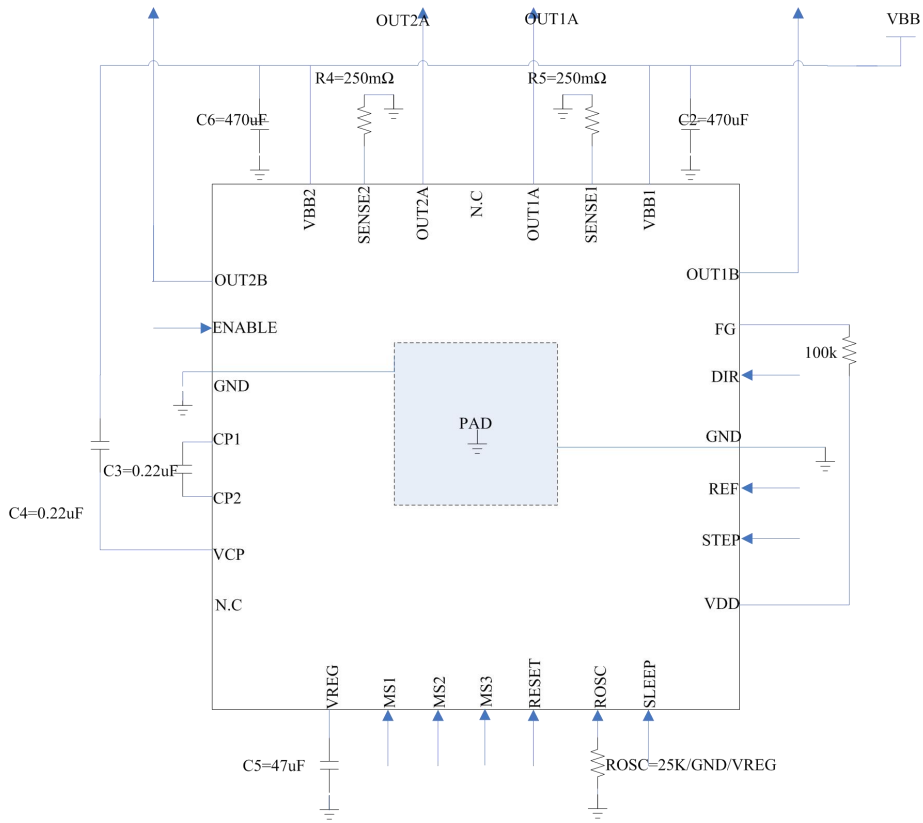 OUT2A
OUT1A
VBB
R4=250mΩ
R5=250mΩ
C6=470uF
C2=470uF
VBB2
SENSE2
OUT2A
N.C
OUT1A
SENSE1
VBB1
OUT2B
OUT1B
ENABLE
FG
100k
DIR
GND
PAD
GND
CP1
C3=0.22uF
REF
CP2
C4=0.22uF
STEP
VCP
N.C
VDD
VREG
MS1
MS2
MS3
RESET
ROSC
SLEEP
C5=47uF
ROSC=25K/GND/VREG